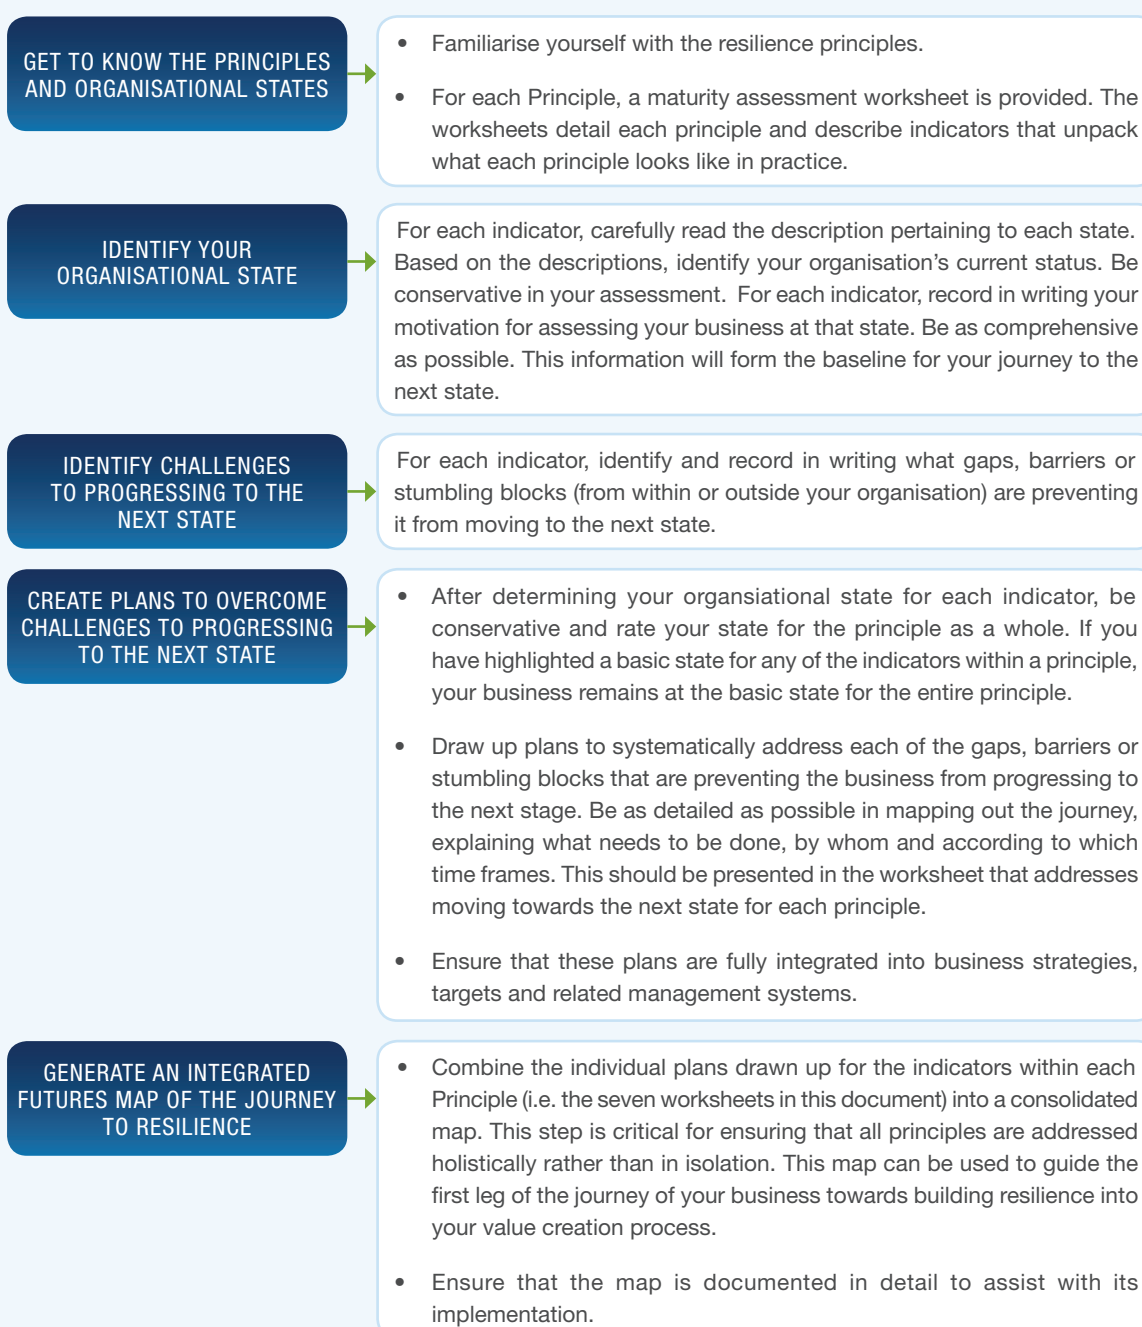 GET TO KNOW THE PRINCIPLES
AND ORGANISATIONAL STATES
• Familiarise yourself with the resilience principles.
• For each Principle, a maturity assessment worksheet is provided. The
worksheets detail each principle and describe indicators that unpack
what each principle looks like in practice.
IDENTIFY YOUR
ORGANISATIONAL STATE
For each indicator, carefully read the description pertaining to each state.
Based on the descriptions, identify your organisation’s current status. Be
conservative in your assessment. For each indicator, record in writing your
motivation for assessing your business at that state. Be as comprehensive
as possible. This information will form the baseline for your journey to the
next state.
IDENTIFY CHALLENGES
TO PROGRESSING TO THE
NEXT STATE
For each indicator, identify and record in writing what gaps, barriers or
stumbling blocks (from within or outside your organisation) are preventing
it from moving to the next state.
CREATE PLANS TO OVERCOME
CHALLENGES TO PROGRESSING
TO THE NEXT STATE
• After determining your organsiational state for each indicator, be
conservative and rate your state for the principle as a whole. If you
have highlighted a basic state for any of the indicators within a principle,
your business remains at the basic state for the entire principle.
• Draw up plans to systematically address each of the gaps, barriers or
stumbling blocks that are preventing the business from progressing to
the next stage. Be as detailed as possible in mapping out the journey,
explaining what needs to be done, by whom and according to which
time frames. This should be presented in the worksheet that addresses
moving towards the next state for each principle.
• Ensure that these plans are fully integrated into business strategies,
targets and related management systems.
GENERATE AN INTEGRATED
FUTURES MAP OF THE JOURNEY
TO RESILIENCE
• Combine the individual plans drawn up for the indicators within each
Principle (i.e. the seven worksheets in this document) into a consolidated
map. This step is critical for ensuring that all principles are addressed
holistically rather than in isolation. This map can be used to guide the
first leg of the journey of your business towards building resilience into
your value creation process.
• Ensure that the map is documented in detail to assist with its
implementation.